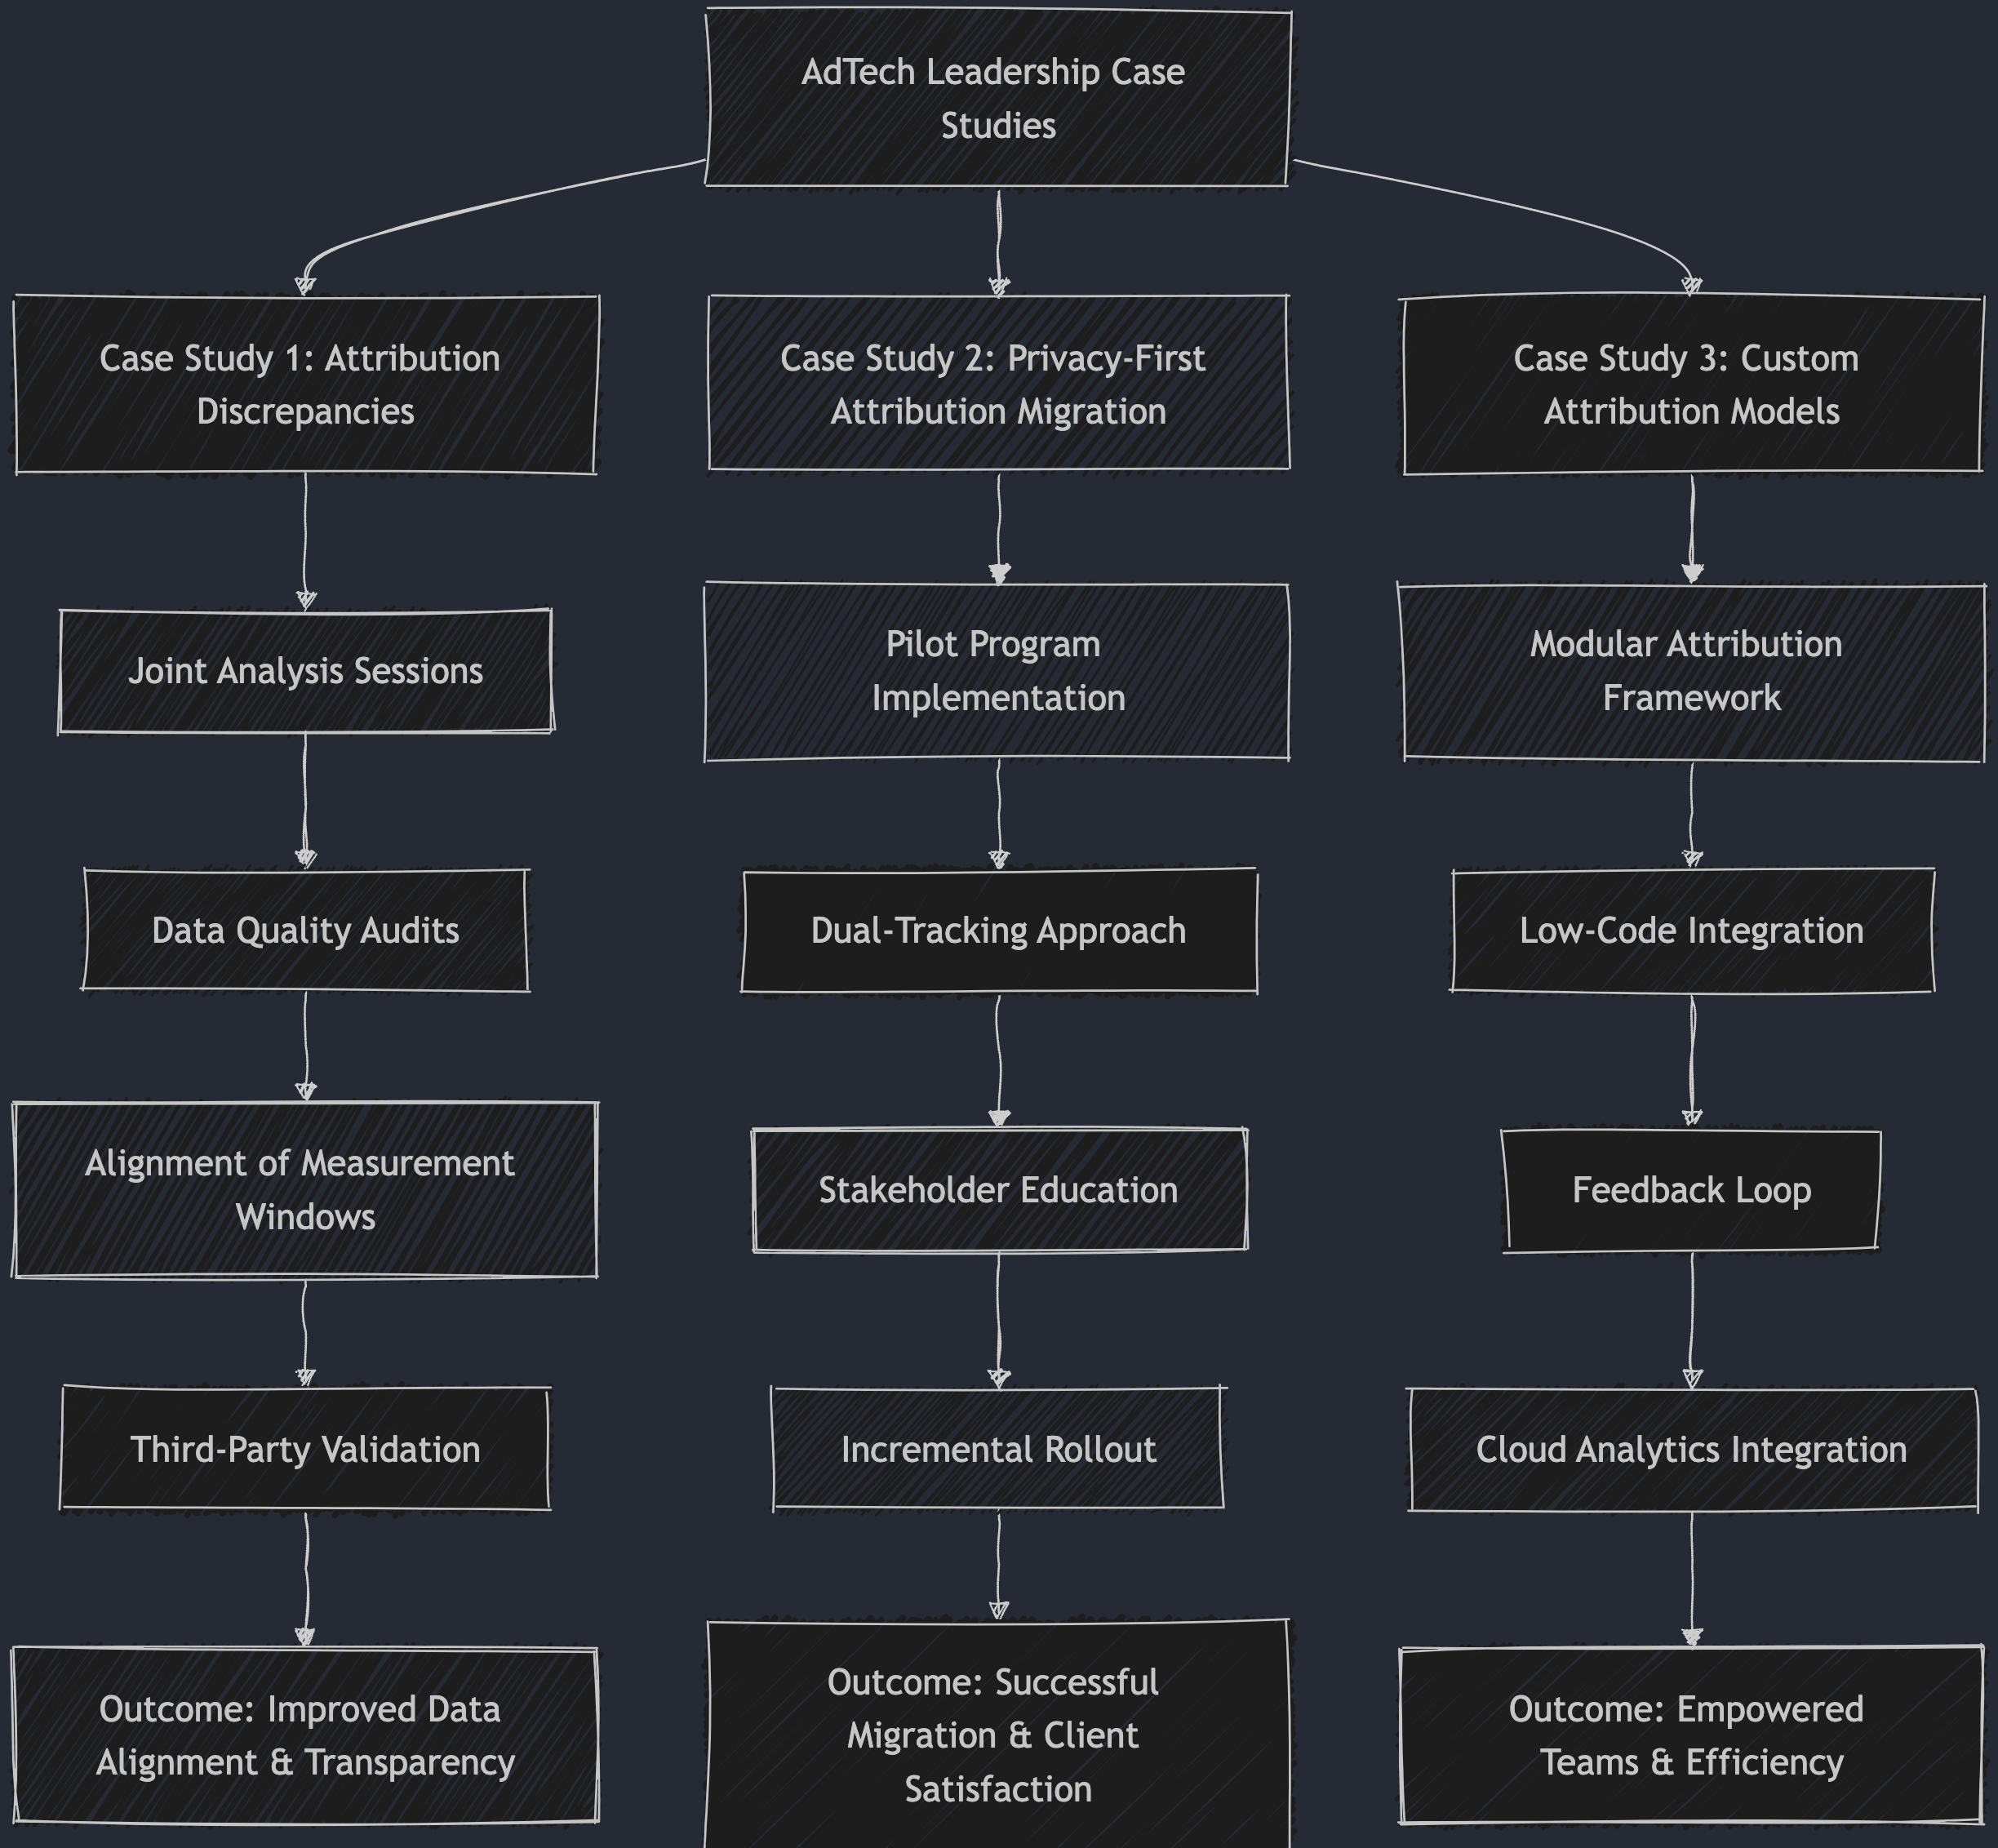 AdTech Leadership Case
Studies
Case Study 1: Attribution
Discrepancies
Case Study 2: Privacy-First
Attribution Migration
Case Study 3: Custom
Attribution Models
Joint Analysis Sessions
Pilot Program
Implementation
Modular Attribution
Framework
Data Quality Audits
Dual-Tracking Approach
Low-Code Integration
Alignment of Measurement
Windows
Stakeholder Education
Feedback Loop
Third-Party Validation
Incremental Rollout
Cloud Analytics Integration
Outcome: Improved Data
Alignment & Transparency
Outcome: Successful
Migration & Client
Satisfaction
Outcome: Empowered
Teams & Efficiency